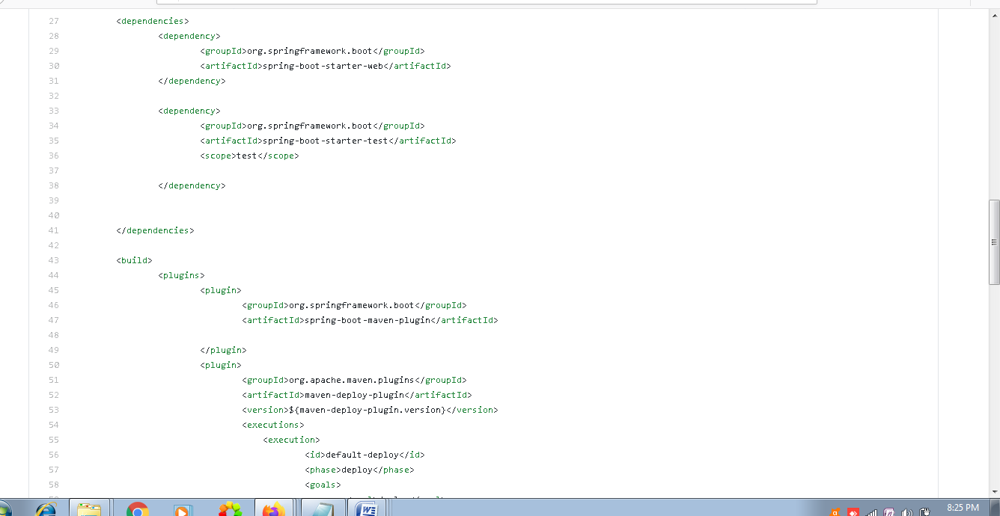 27 <dependencies>
28 <dependency>
29 <groupId>org.springframework.boot</groupId>
30 <artifactId>spring-boot-starter-web</artifactId>
31 </dependency>
32
33 <dependency>
34 <groupId>org.springframework.boot</groupId>
35 <artifactId>spring-boot-starter-test</artifactId>
36 <scope>test</scope>
37
38 </dependency>
39
40
41 </dependencies>
42
43 <build>
44 <plugins>
45 <plugin>
46 <groupId>org.springframework.boot</groupId>
47 <artifactId>spring-boot-maven-plugin</artifactId>
48
49 </plugin>
50 <plugin>
51 <groupId>org.apache.maven.plugins</groupId>
52 <artifactId>maven-deploy-plugin</artifactId>
53 <version>${maven-deploy-plugin.version}</version>
54 <executions>
55 <execution>
56 <id>default-deploy</id>
57 <phase>deploy</phase>
58 <goals>
8:25 PM